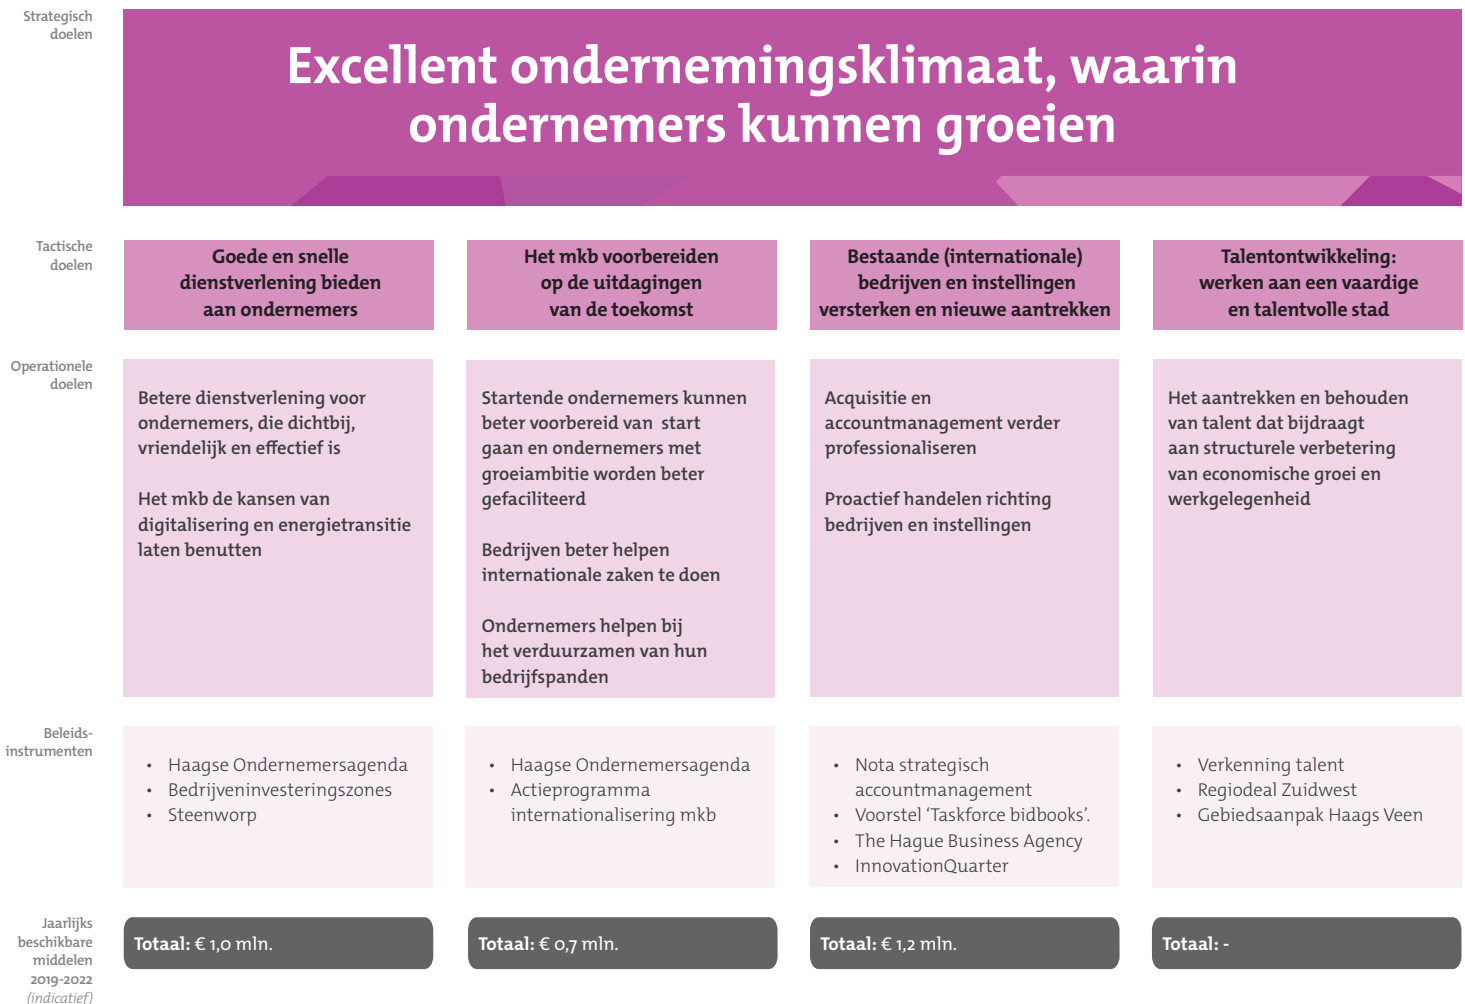 Strategisch
doelen
Excellent ondernemingsklimaat, waarin
ondernemers kunnen groeien
Tactische
doelen
Goede en snelle
dienstverlening bieden
aan ondernemers
Het mkb voorbereiden
op de uitdagingen
van de toekomst
Bestaande (internationale)
bedrijven en instellingen
versterken en nieuwe aantrekken
Talentontwikkeling:
werken aan een vaardige
en talentvolle stad
Operationele
doelen
Betere dienstverlening voor
ondernemers, die dichtbij,
vriendelijk en effectief is
Het mkb de kansen van
digitalisering en energietransitie
laten benutten
Startende ondernemers kunnen
beter voorbereid van start
gaan en ondernemers met
groeiambitie worden beter
gefaciliteerd
Bedrijven beter helpen
internationale zaken te doen
Ondernemers helpen bij
het verduurzamen van hun
bedrijfspanden
Acquisitie en
accountmanagement verder
professionaliseren
Proactief handelen richting
bedrijven en instellingen
Het aantrekken en behouden
van talent dat bijdraagt
aan structurele verbetering
van economische groei en
werkgelegenheid
Beleids-
instrumenten
• Haagse Ondernemersagenda
• Bedrijveninvesteringszones
• Steenworp
• Haagse Ondernemersagenda
• Actieprogramma
internationalisering mkb
• Nota strategisch
accountmanagement
• Voorstel ‘Taskforce bidbooks’.
• The Hague Business Agency
• InnovationQuarter
• Verkenning talent
• Regiodeal Zuidwest
• Gebiedsaanpak Haags Veen
Jaarlijks
beschikbare
middelen
2019-2022
(indicatief)
Totaal: € 1,0 mln.
Totaal: € 0,7 mln.
Totaal: € 1,2 mln.
Totaal: -